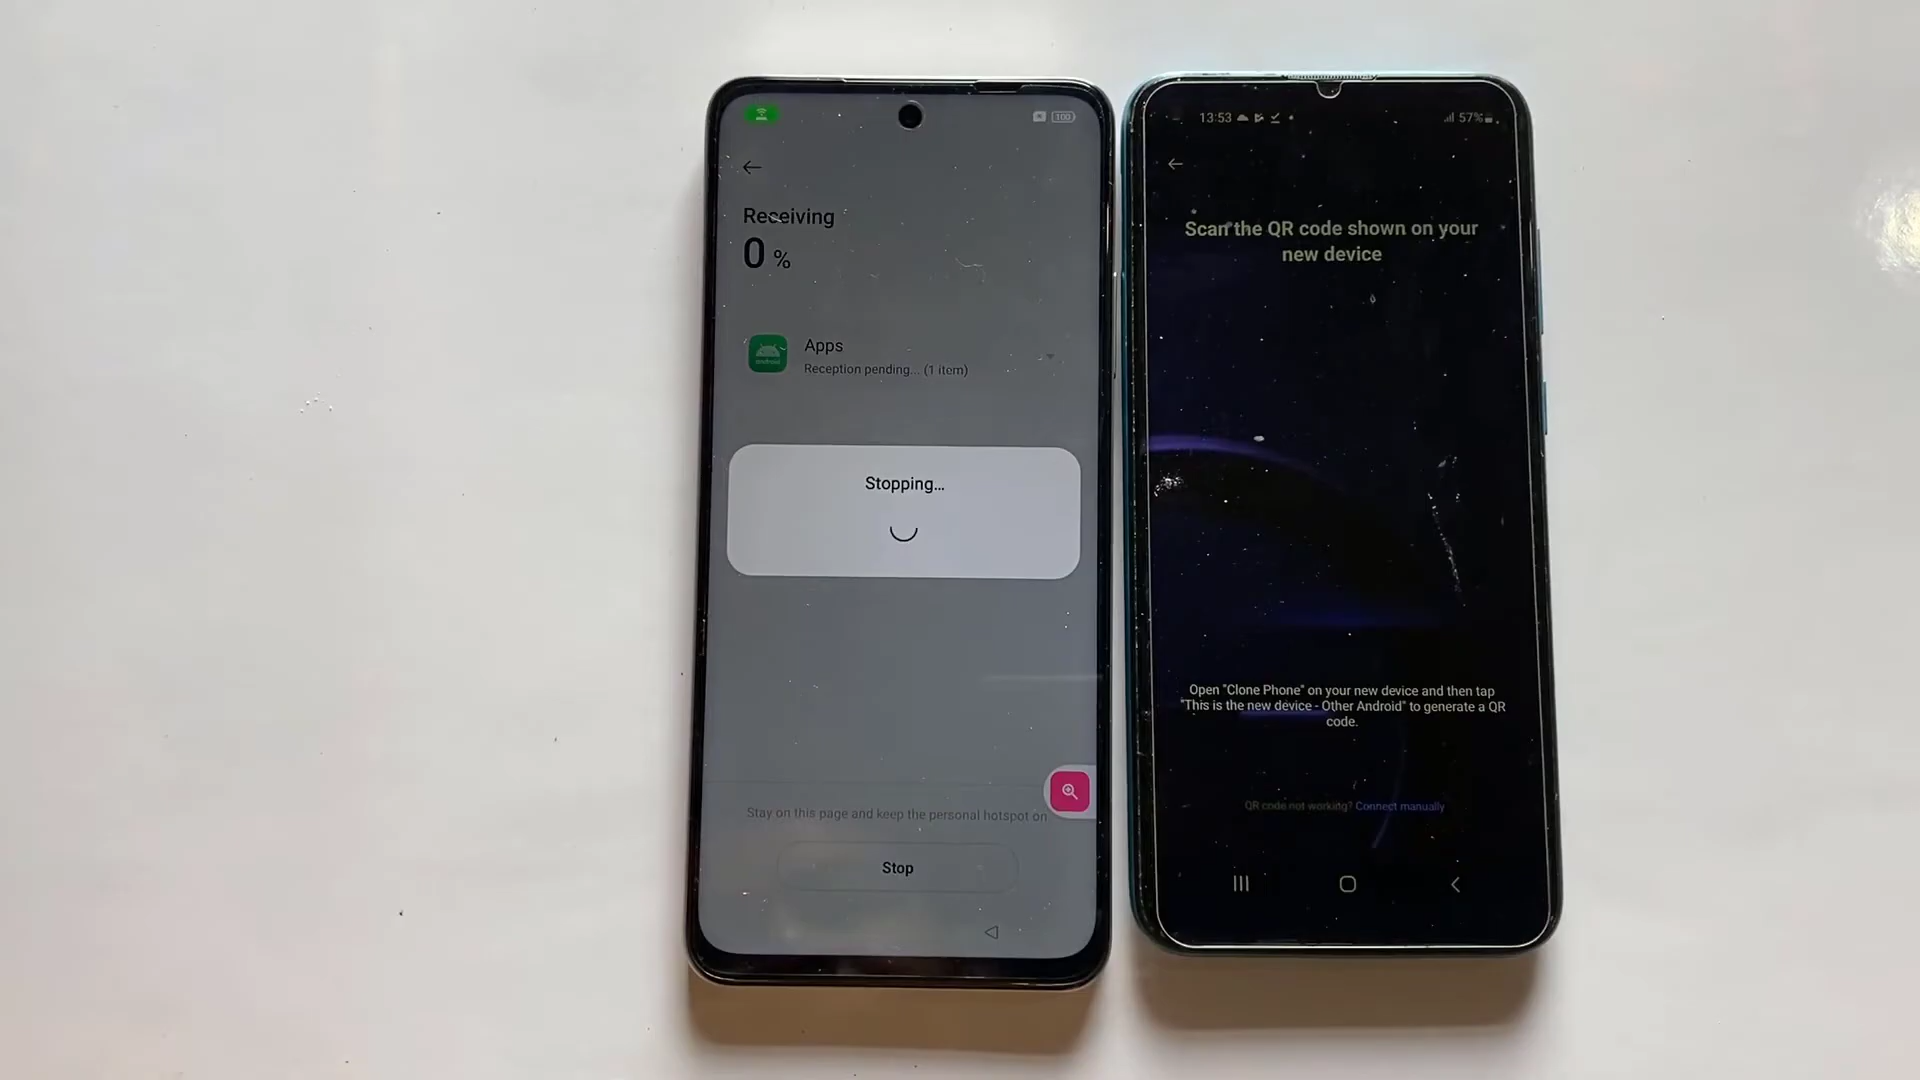 100
Receiving
0 %
Apps
android
Reception pending... (1 item)
Stopping...
Stay on this page and keep the personal hotspot on
Stop
13:53
57%
Scan the QR code shown on your
new device
Open "Clone Phone" on your new device and then tap
"This is the new device - Other Android" to generate a QR
code.
QR code not working? Connect manually